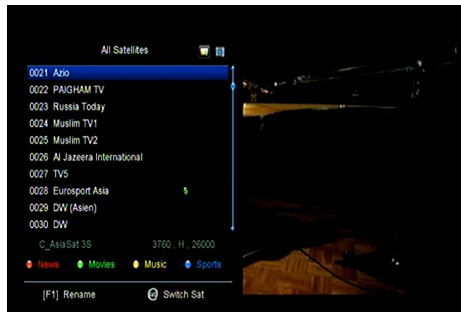 All Satellites
0021 Azio
0022 PAIGHAM TV
0023 Russia Today
0024 Muslim TV1
0025 Muslim TV2
0026 Al Jazeera International
0027 TV5
0028 Eurosport Asia $
0029 DW (Asien)
0030 DW
C_AsiaSat 3S 3760 , H , 26000
News Movies Music Sports
[F1] Rename Switch Sat